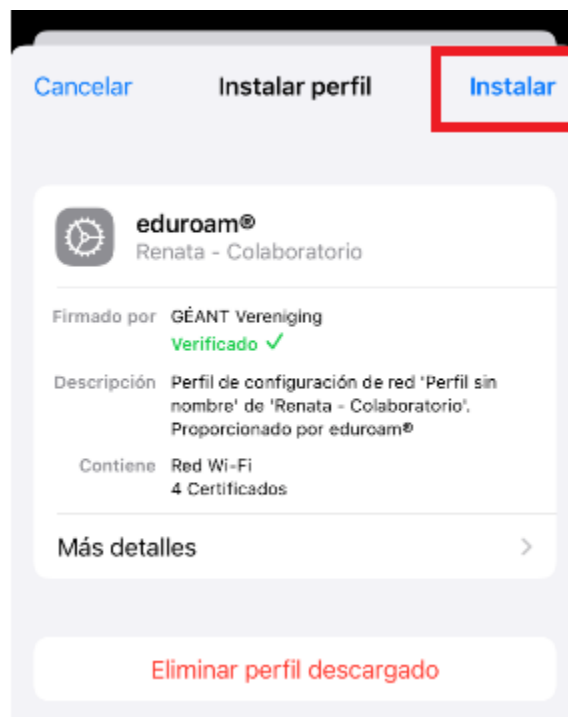 Cancelar Instalar perfil Instalar
eduroam®
Renata - Colaboratorio
Firmado por GÉANT Vereniging
Verificado ✓
Descripción Perfil de configuración de red 'Perfil sin
nombre' de 'Renata - Colaboratorio'.
Proporcionado por eduroam®
Contiene Red Wi-Fi
4 Certificados
Más detalles
Eliminar perfil descargado